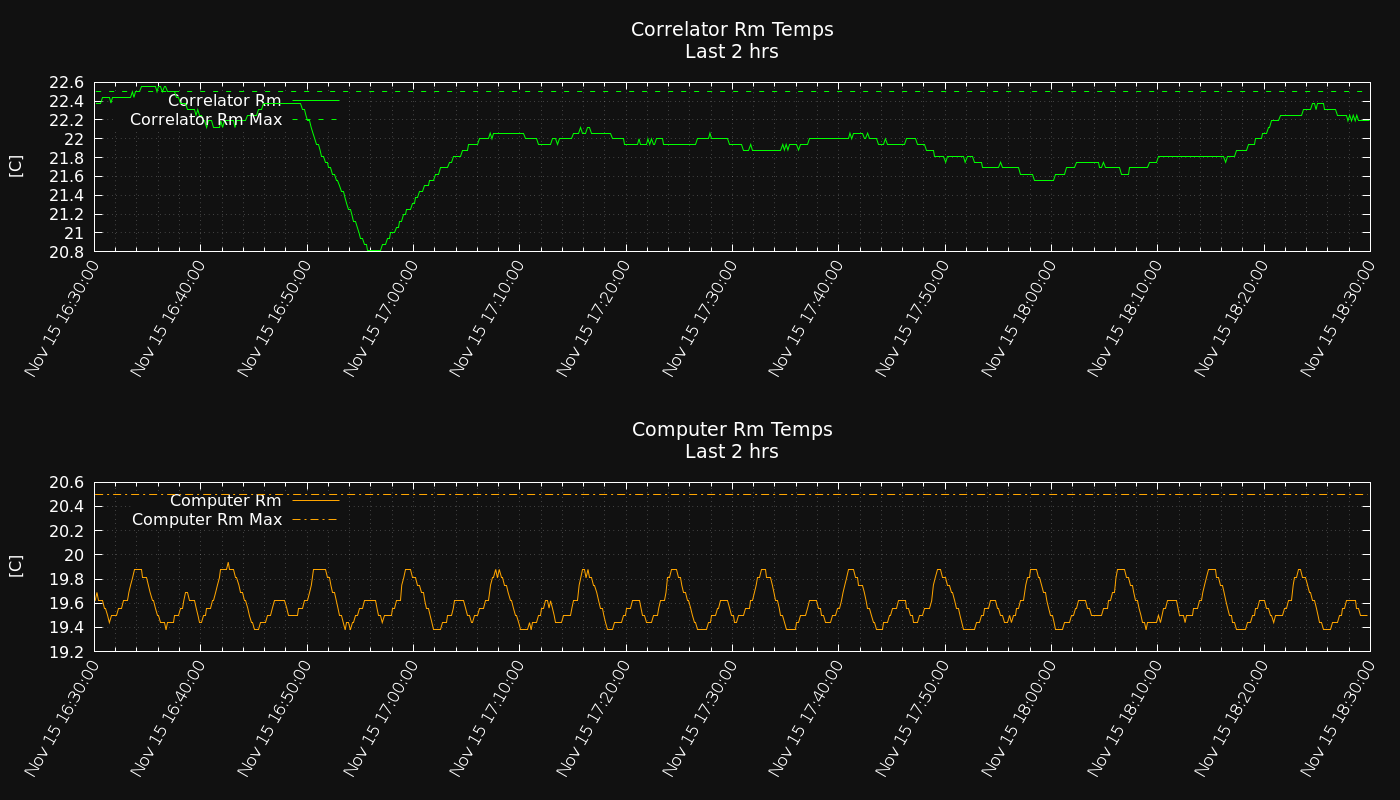 Correlator Rm Temps
Last 2 hrs
22.6
22.4
22.2
22
21.8
21.6
21.4
21.2
21
20.8
[C]
Correlator Rm
Correlator Rm Max
Nov 15 16:30:00
Nov 15 16:40:00
Nov 15 16:50:00
Nov 15 17:00:00
Nov 15 17:10:00
Nov 15 17:20:00
Nov 15 17:30:00
Nov 15 17:40:00
Nov 15 17:50:00
Nov 15 18:00:00
Nov 15 18:10:00
Nov 15 18:20:00
Nov 15 18:30:00
Computer Rm Temps
Last 2 hrs
20.6
20.4
20.2
20
19.8
19.6
19.4
19.2
[C]
Computer Rm
Computer Rm Max
Nov 15 16:30:00
Nov 15 16:40:00
Nov 15 16:50:00
Nov 15 17:00:00
Nov 15 17:10:00
Nov 15 17:20:00
Nov 15 17:30:00
Nov 15 17:40:00
Nov 15 17:50:00
Nov 15 18:00:00
Nov 15 18:10:00
Nov 15 18:20:00
Nov 15 18:30:00